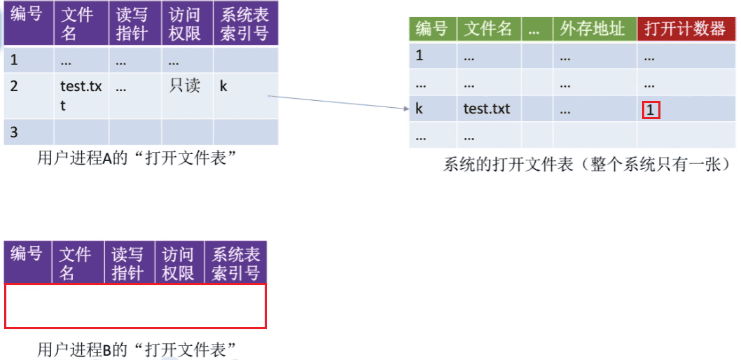 编号 文件名 读写指针 访问权限 系统表索引号
1 … … …
2 test.txt … 只读 k
3
用户进程A的“打开文件表”
编号 文件名 … 外存地址 打开计数器
1 … … …
… … … …
k test.txt … 1
… …
系统的打开文件表（整个系统只有一张）
编号 文件名 读写指针 访问权限 系统表索引号
用户进程B的“打开文件表”